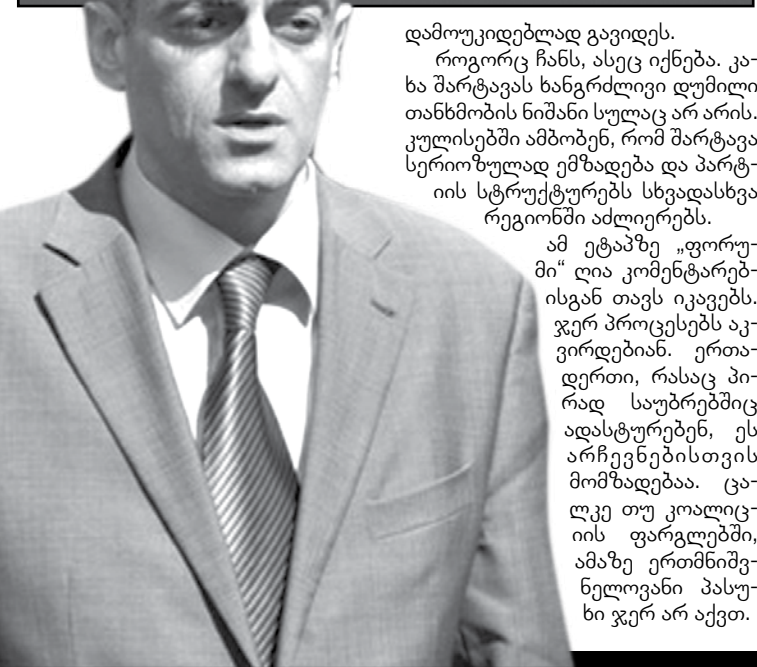 დამოუკიდებლად გავიდეს.
როგორც ჩანს, ასეც იქნება. კა-
ხა შარტავას ხანგრძლივი დუმილი
თანხმობის ნიშანი სულაც არ არის.
კულისებში ამბობენ, რომ შარტავა
სერიოზულად ემზადება და პარტ-
იის სტრუქტურებს სხვადასხვა
რეგიონში აძლიერებს.
ამ ეტაპზე „ფორუ-
მი“ ღია კომენტარებ-
ისგან თავს იკავებს.
ჯერ პროცესებს აკ-
ვირდებიან. ერთა-
დერთი, რასაც პი-
რად საუბრებშიც
ადასტურებენ, ეს
არჩევნებისთვის
მომზადებაა. ცა-
ლკე თუ კოალიც-
იის ფარგლებში,
ამაზე ერთმნიშვ-
ნელოვანი პასუ-
ხი ჯერ არ აქვთ.